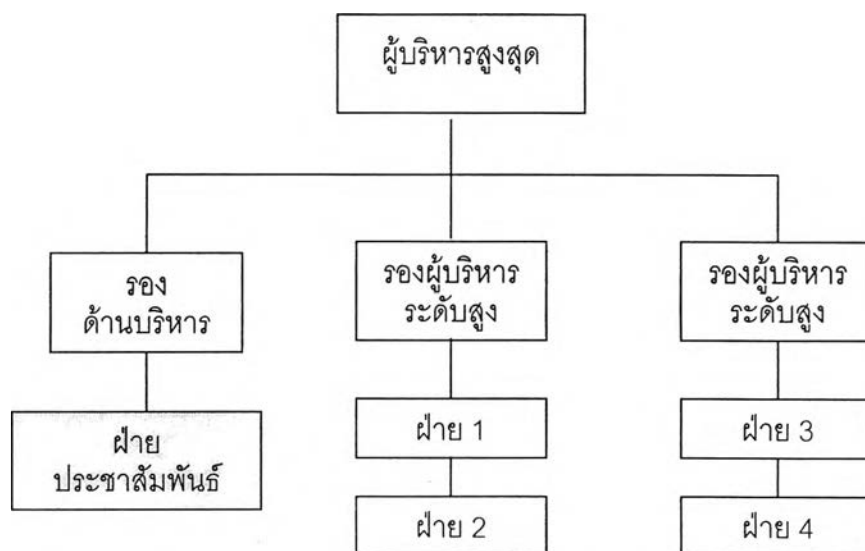 ผู้บริหารสูงสุด
รอง
ด้านบริหาร
รองผู้บริหาร
ระดับสูง
รองผู้บริหาร
ระดับสูง
ฝ่าย
ประชาสัมพันธ์
ฝ่าย 1
ฝ่าย 3
ฝ่าย 2
ฝ่าย 4